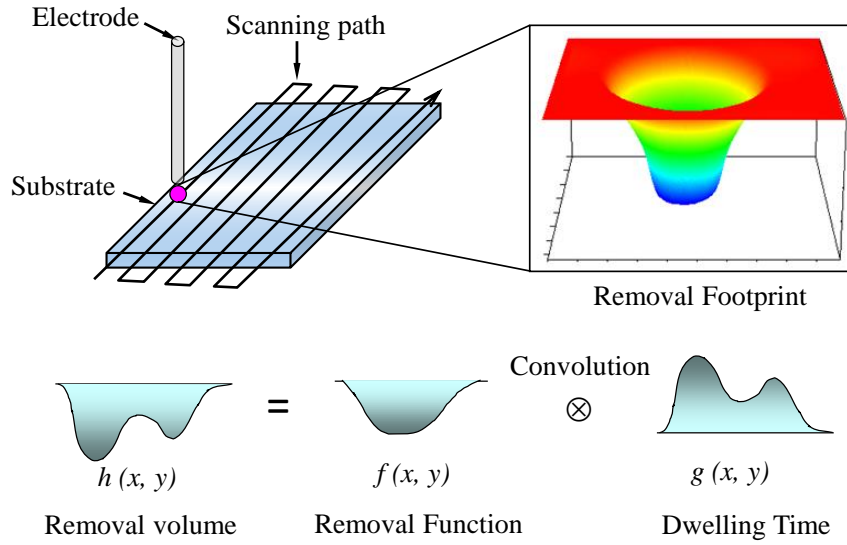 Electrode
Scanning path
Substrate
Removal Footprint
Convolution
=
⊗
h (x, y)
f (x, y)
g (x, y)
Removal volume
Removal Function
Dwelling Time